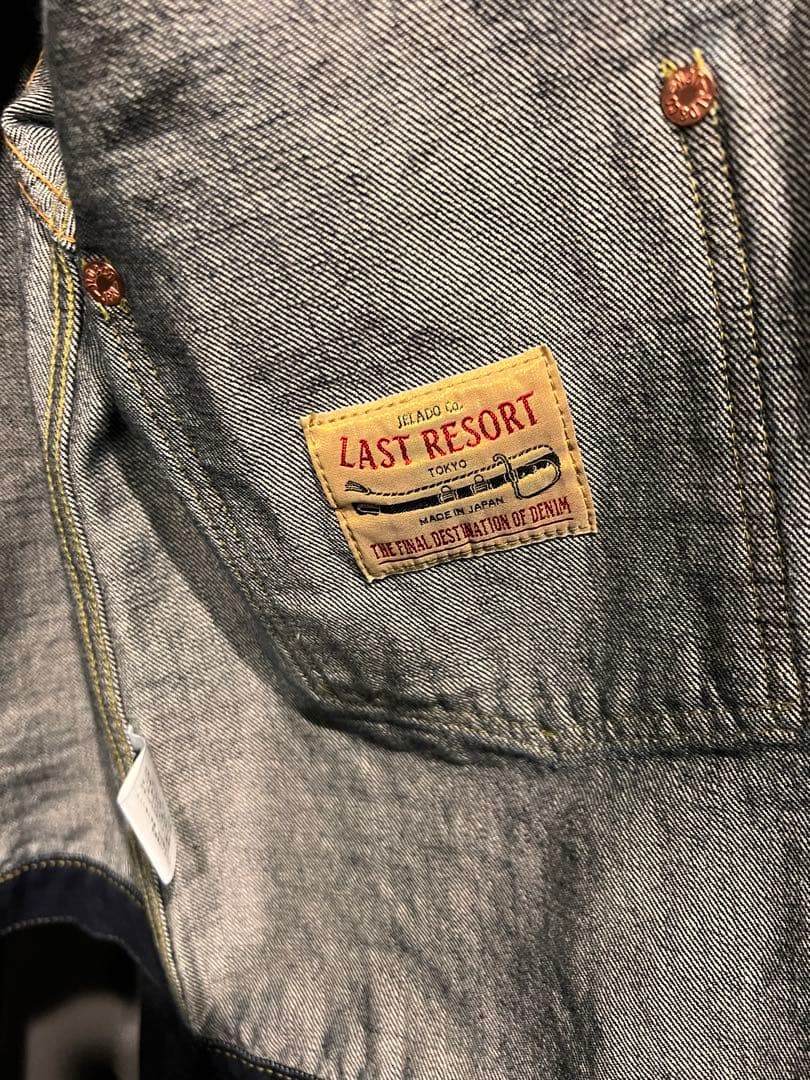 JELADO CO.
LAST RESORT
TOKYO
MADE IN JAPAN
THE FINAL DESTINATION OF DENIM